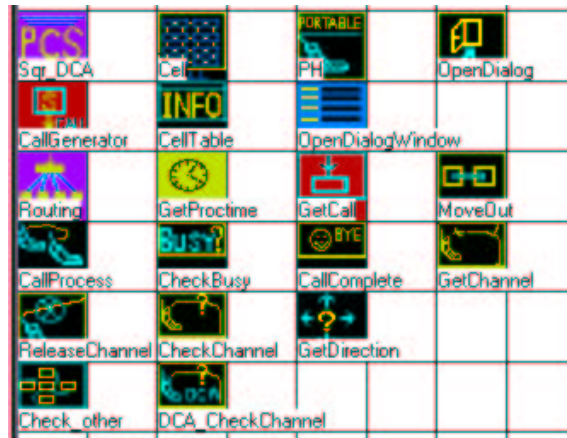 PCS
PORTABLE
Sqr_DCA Cell PH OpenDialog
INFO
CallGenerator CellTable OpenDialogWindow
Routing GetProctime GetCall MoveOut
BUSY? BYE
CallProcess CheckBusy CallComplete GetChannel
?
?
ReleaseChannel CheckChannel GetDirection
?
DCA
Check_other DCA_CheckChannel